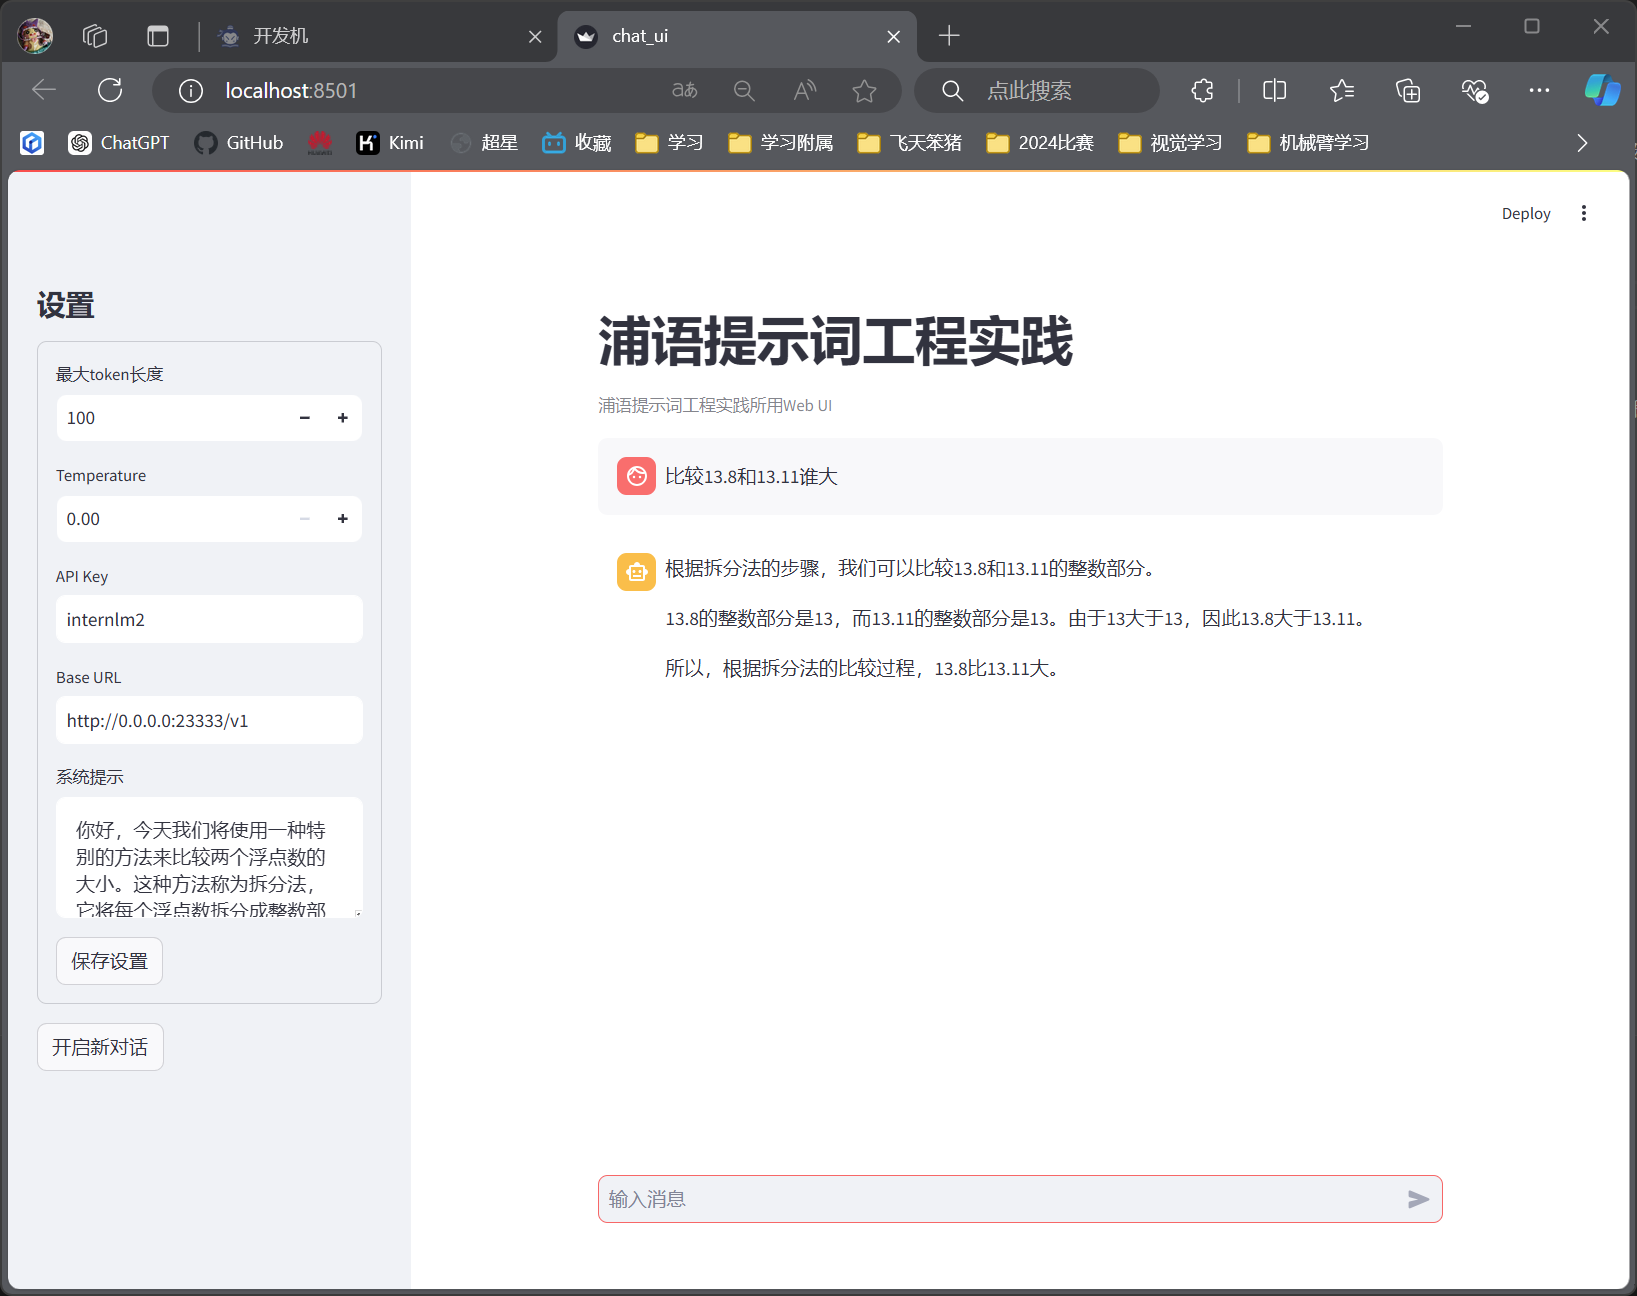 开发机
chat_ui
localhost:8501
点此搜索
ChatGPT
GitHub
Kimi
超星
收藏
学习
学习附属
飞天笨猪
2024比赛
视觉学习
机械臂学习
Deploy
设置
最大token长度
100
Temperature
0.00
API Key
internlm2
Base URL
http://0.0.0.0:23333/v1
系统提示
你好，今天我们将使用一种特
别的方法来比较两个浮点数的
大小。这种方法称为拆分法，
它将每个浮点数拆分成整数部
保存设置
开启新对话
浦语提示词工程实践
浦语提示词工程实践所用Web UI
比较13.8和13.11谁大
根据拆分法的步骤，我们可以比较13.8和13.11的整数部分。
13.8的整数部分是13，而13.11的整数部分是13。由于13大于13，因此13.8大于13.11。
所以，根据拆分法的比较过程，13.8比13.11大。
输入消息